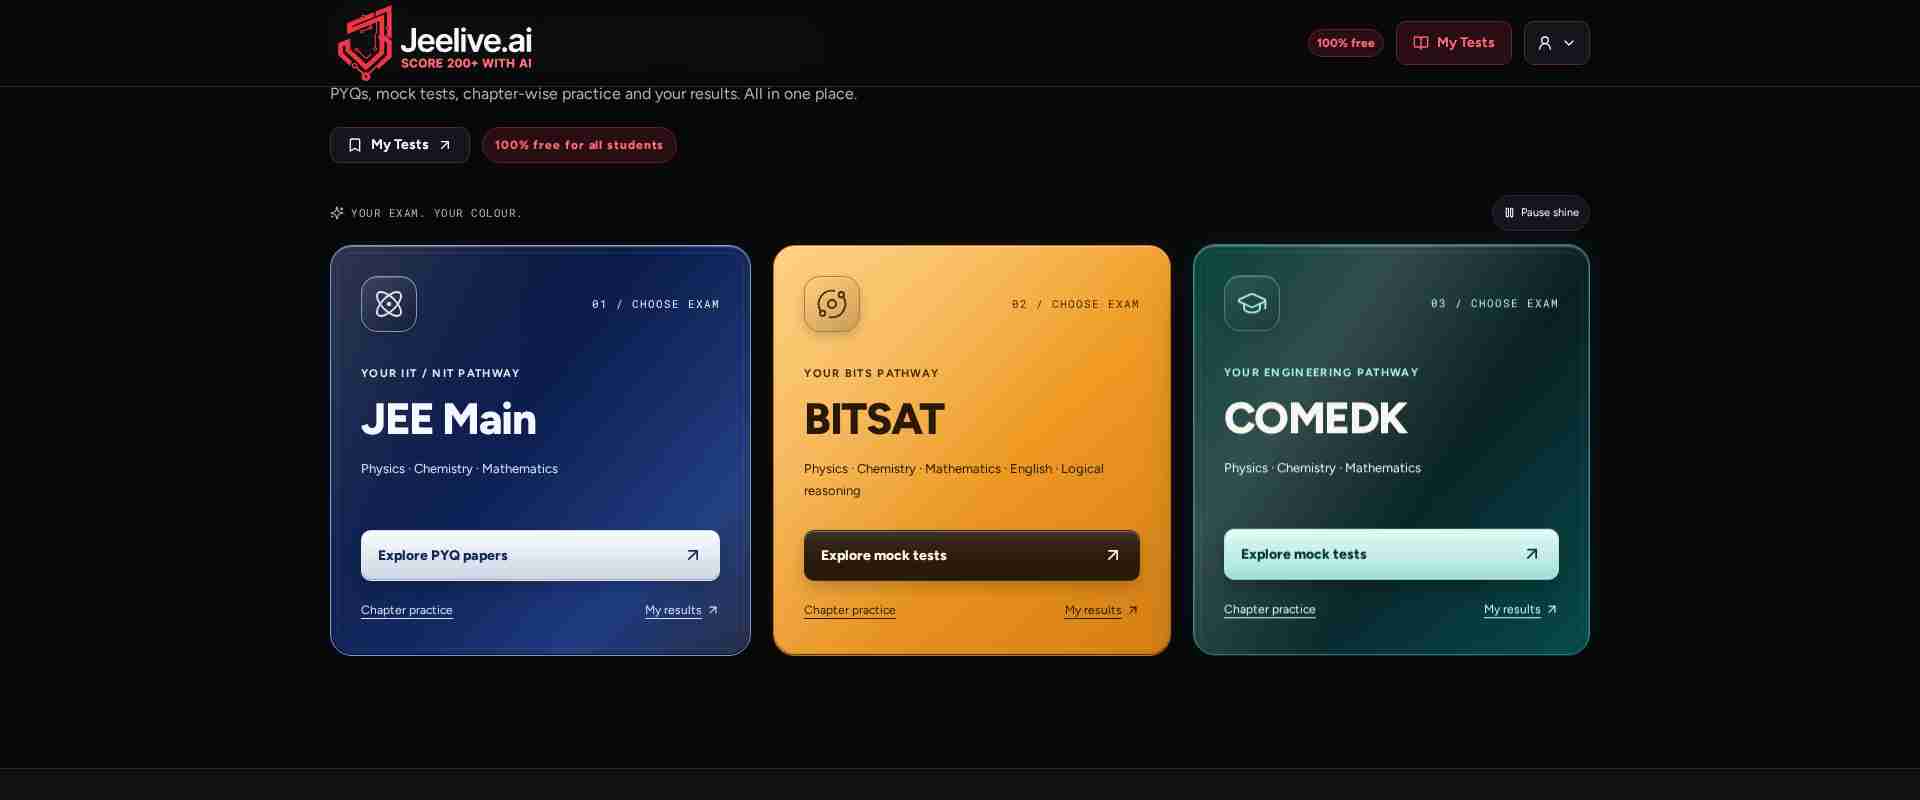 Jeelive.ai
SCORE 200+ WITH AI
100% free
My Tests
PYQs, mock tests, chapter-wise practice and your results. All in one place.
My Tests
100% free for all students
YOUR EXAM. YOUR COLOUR.
Pause shine
01 / CHOOSE EXAM
YOUR IIT / NIT PATHWAY
JEE Main
Physics · Chemistry · Mathematics
Explore PYQ papers
Chapter practice
My results
02 / CHOOSE EXAM
YOUR BITS PATHWAY
BITSAT
Physics · Chemistry · Mathematics · English · Logical
reasoning
Explore mock tests
Chapter practice
My results
03 / CHOOSE EXAM
YOUR ENGINEERING PATHWAY
COMEDK
Physics · Chemistry · Mathematics
Explore mock tests
Chapter practice
My results